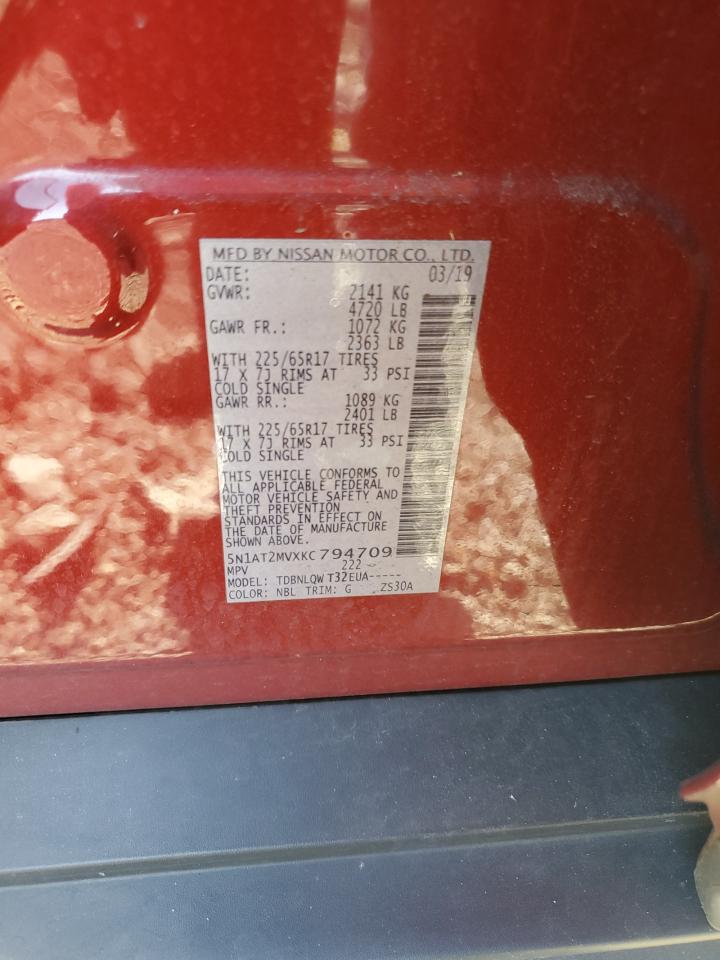 MFD BY NISSAN MOTOR CO., LTD.
DATE: 03/19
GVWR: 2141 KG
4720 LB
GAWR FR.: 1072 KG
2363 LB
WITH 225/65R17 TIRES
17 X 7J RIMS AT 33 PSI
COLD SINGLE
GAWR RR.: 1089 KG
2401 LB
WITH 225/65R17 TIRES
17 X 7J RIMS AT 33 PSI
COLD SINGLE
THIS VEHICLE CONFORMS TO
ALL APPLICABLE FEDERAL
MOTOR VEHICLE SAFETY AND
THEFT PREVENTION
STANDARDS IN EFFECT ON
THE DATE OF MANUFACTURE
SHOWN ABOVE.
5N1AT2MVXKC794709
MPV 222
MODEL: TDBNLQWT32EUA-----
COLOR: NBL TRIM: G ZS30A